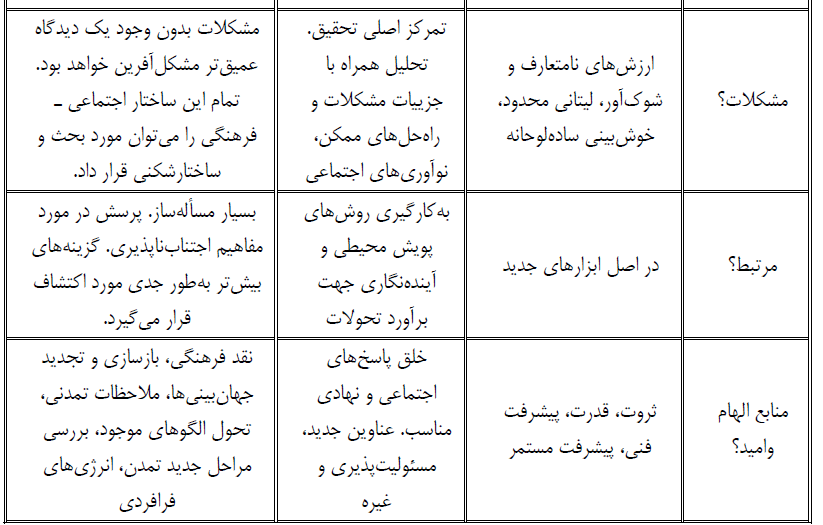 مشکلات؟
ارزش‌های نامتعارف و
شوک‌آور، لیتانی محدود،
خوش‌بینی ساده‌لوحانه
تمرکز اصلی تحقیق.
تحلیل همراه با
جزییات مشکلات و
راه‌حل‌های ممکن،
نوآوری‌های اجتماعی
مشکلات بدون وجود یک دیدگاه
عمیق‌تر مشکل‌آفرین خواهد بود.
تمام این ساختار اجتماعی ـ
فرهنگی را می‌توان مورد بحث و
ساختارشکنی قرار داد.
مرتبط؟
در اصل ابزارهای جدید
به‌کارگیری روش‌های
پویش محیطی و
آینده‌نگاری جهت
برآورد تحولات
بسیار مسأله‌ساز. پرسش در مورد
مفاهیم اجتناب‌ناپذیری. گزینه‌های
بیش‌تر به‌طور جدی مورد اکتشاف
قرار می‌گیرد.
منابع الهام
وامید؟
ثروت، قدرت، پیشرفت
فنی، پیشرفت مستمر
خلق پاسخ‌های
اجتماعی و نهادی
مناسب. عناوین جدید،
مسئولیت‌پذیری و
غیره
نقد فرهنگی، بازسازی و تجدید
جهان‌بینی‌ها، ملاحظات تمدنی،
تحول الگوهای موجود، بررسی
مراحل جدید تمدن، انرژی‌های
فرافردی